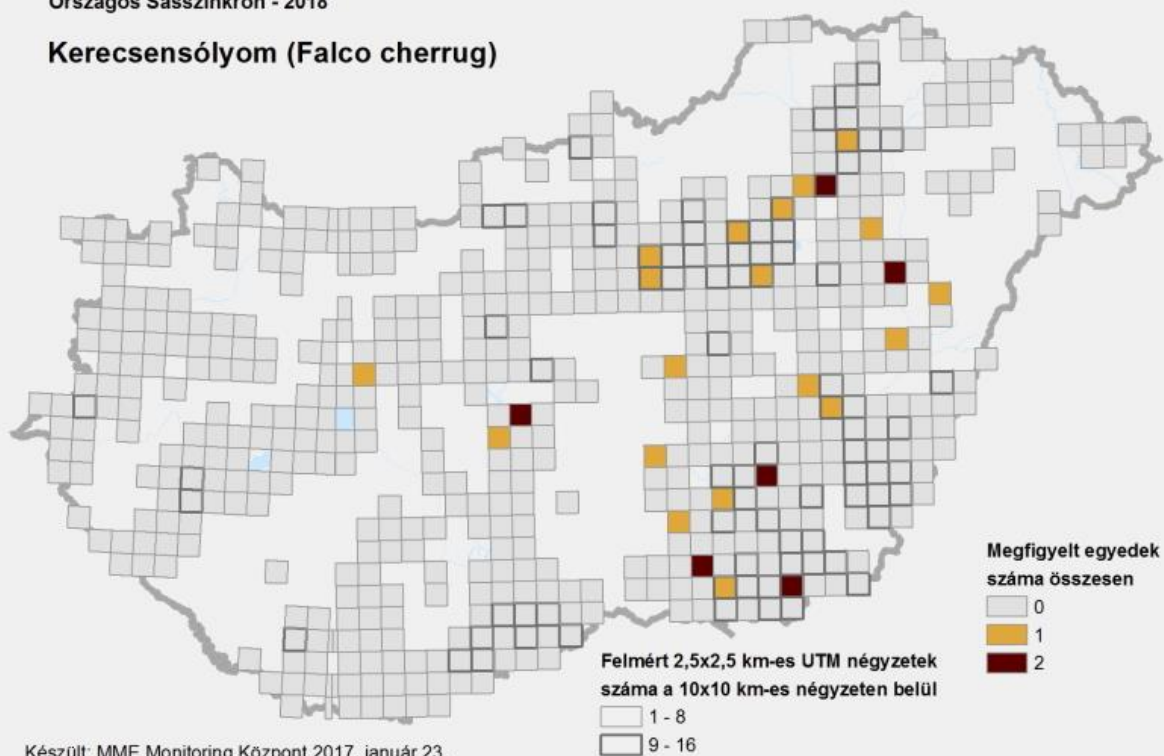 Országos Sasszinkron - 2018
Kerecsensólyom (Falco cherrug)
Megfigyelt egyedek
száma összesen
0
1
2
Felmért 2,5x2,5 km-es UTM négyzetek
száma a 10x10 km-es négyzeten belül
1 - 8
9 - 16
Készült: MME Monitoring Központ 2017. január 23.